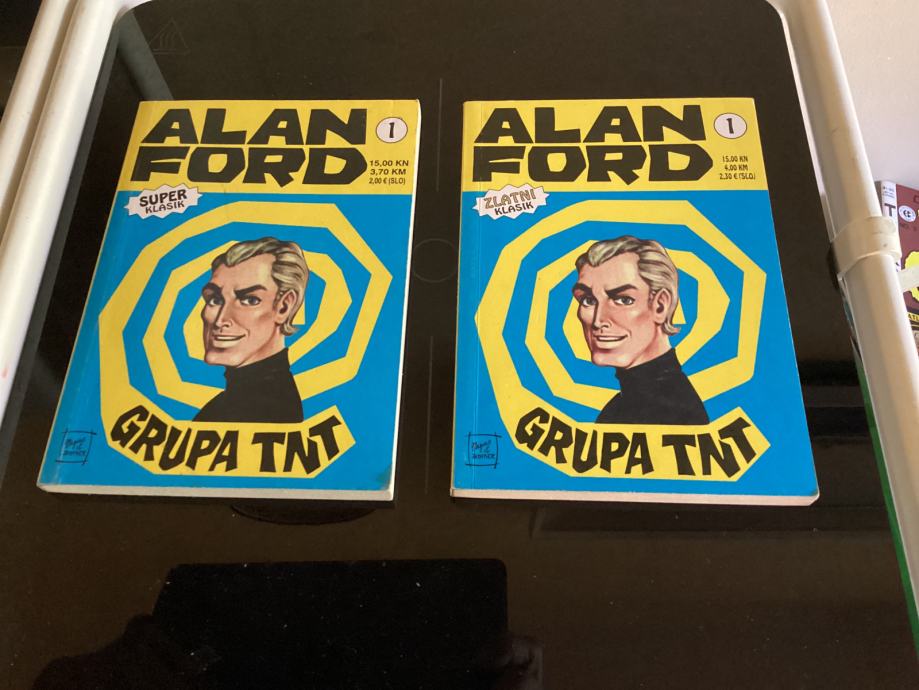 ALAN
FORD
1
15,00 KN
3,70 KM
2,00 € (SLO)
SUPER
KLASIK
GRUPA TNT
ALAN
FORD
1
15,00 KN
4,00 KM
2,30 € (SLO)
ZLATNI
KLASIK
GRUPA TNT